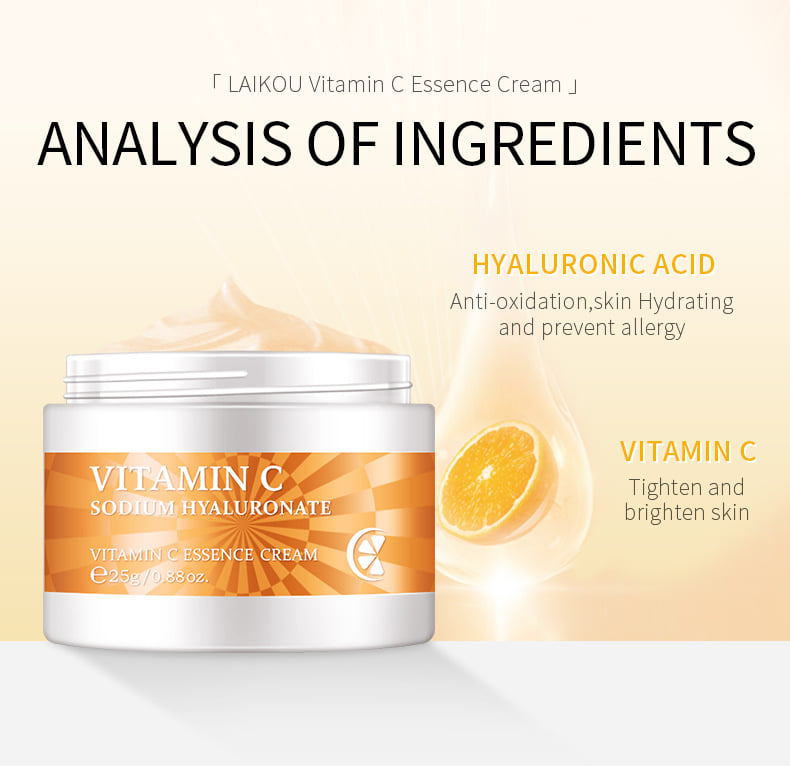 「 LAIKOU Vitamin C Essence Cream 」
ANALYSIS OF INGREDIENTS
HYALURONIC ACID
Anti-oxidation,skin Hydrating
and prevent allergy
VITAMIN C
Tighten and
brighten skin
VITAMIN C
SODIUM HYALURONATE
VITAMIN C ESSENCE CREAM
℮25g/0.88oz.